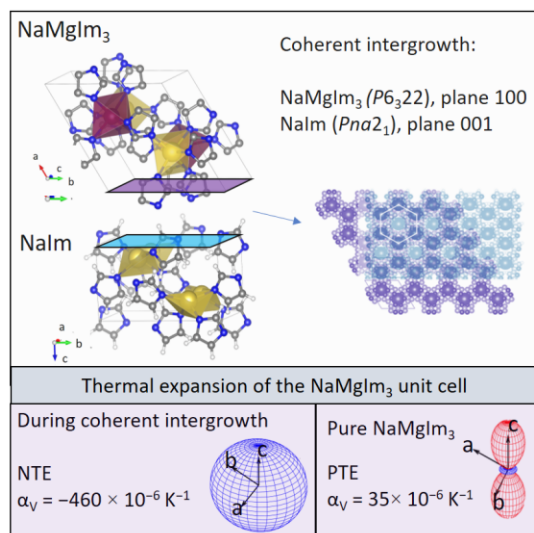 NaMgIm₃
Coherent intergrowth:
NaMgIm₃ (P6₃22), plane 100
NaIm (Pna2₁), plane 001
a
c
b
NaIm
a
b
c
Thermal expansion of the NaMgIm₃ unit cell
During coherent intergrowth
NTE
αV = −460 × 10⁻⁶ K⁻¹
c
b
a
Pure NaMgIm₃
PTE
αV = 35× 10⁻⁶ K⁻¹
c
a
b